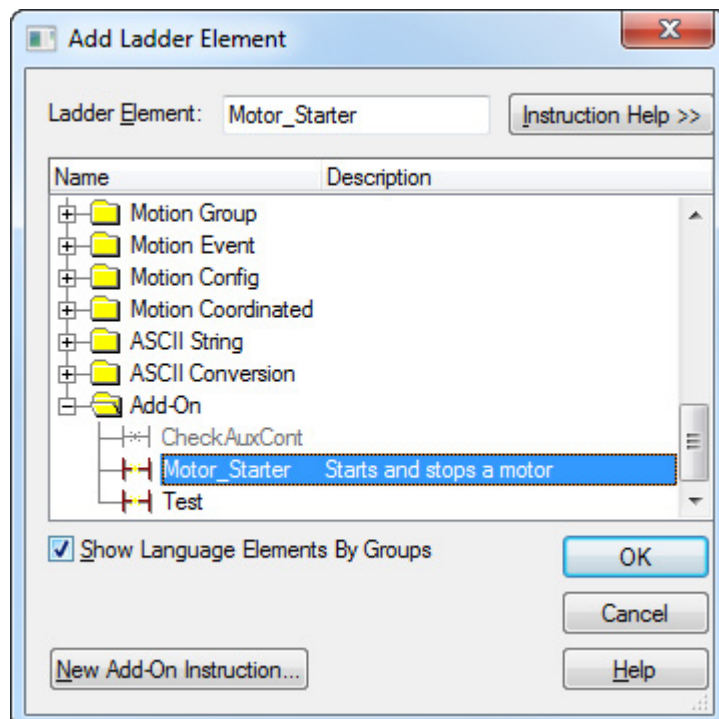 Add Ladder Element
Ladder Element: Motor_Starter Instruction Help >>
Name Description
Motion Group
Motion Event
Motion Config
Motion Coordinated
ASCII String
ASCII Conversion
Add-On
CheckAuxCont
Motor_Starter Starts and stops a motor
Test
Show Language Elements By Groups
OK
Cancel
New Add-On Instruction... Help